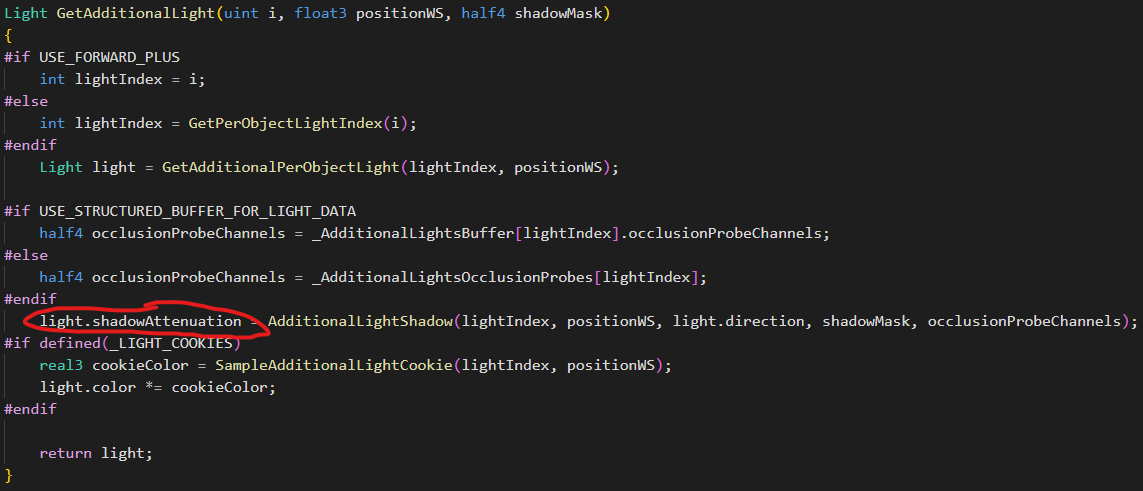 Light GetAdditionalLight(uint i, float3 positionWS, half4 shadowMask)
{
#if USE_FORWARD_PLUS
    int lightIndex = i;
#else
    int lightIndex = GetPerObjectLightIndex(i);
#endif
    Light light = GetAdditionalPerObjectLight(lightIndex, positionWS);

#if USE_STRUCTURED_BUFFER_FOR_LIGHT_DATA
    half4 occlusionProbeChannels = _AdditionalLightsBuffer[lightIndex].occlusionProbeChannels;
#else
    half4 occlusionProbeChannels = _AdditionalLightsOcclusionProbes[lightIndex];
#endif
    light.shadowAttenuation = AdditionalLightShadow(lightIndex, positionWS, light.direction, shadowMask, occlusionProbeChannels);
#if defined(_LIGHT_COOKIES)
    real3 cookieColor = SampleAdditionalLightCookie(lightIndex, positionWS);
    light.color *= cookieColor;
#endif

    return light;
}